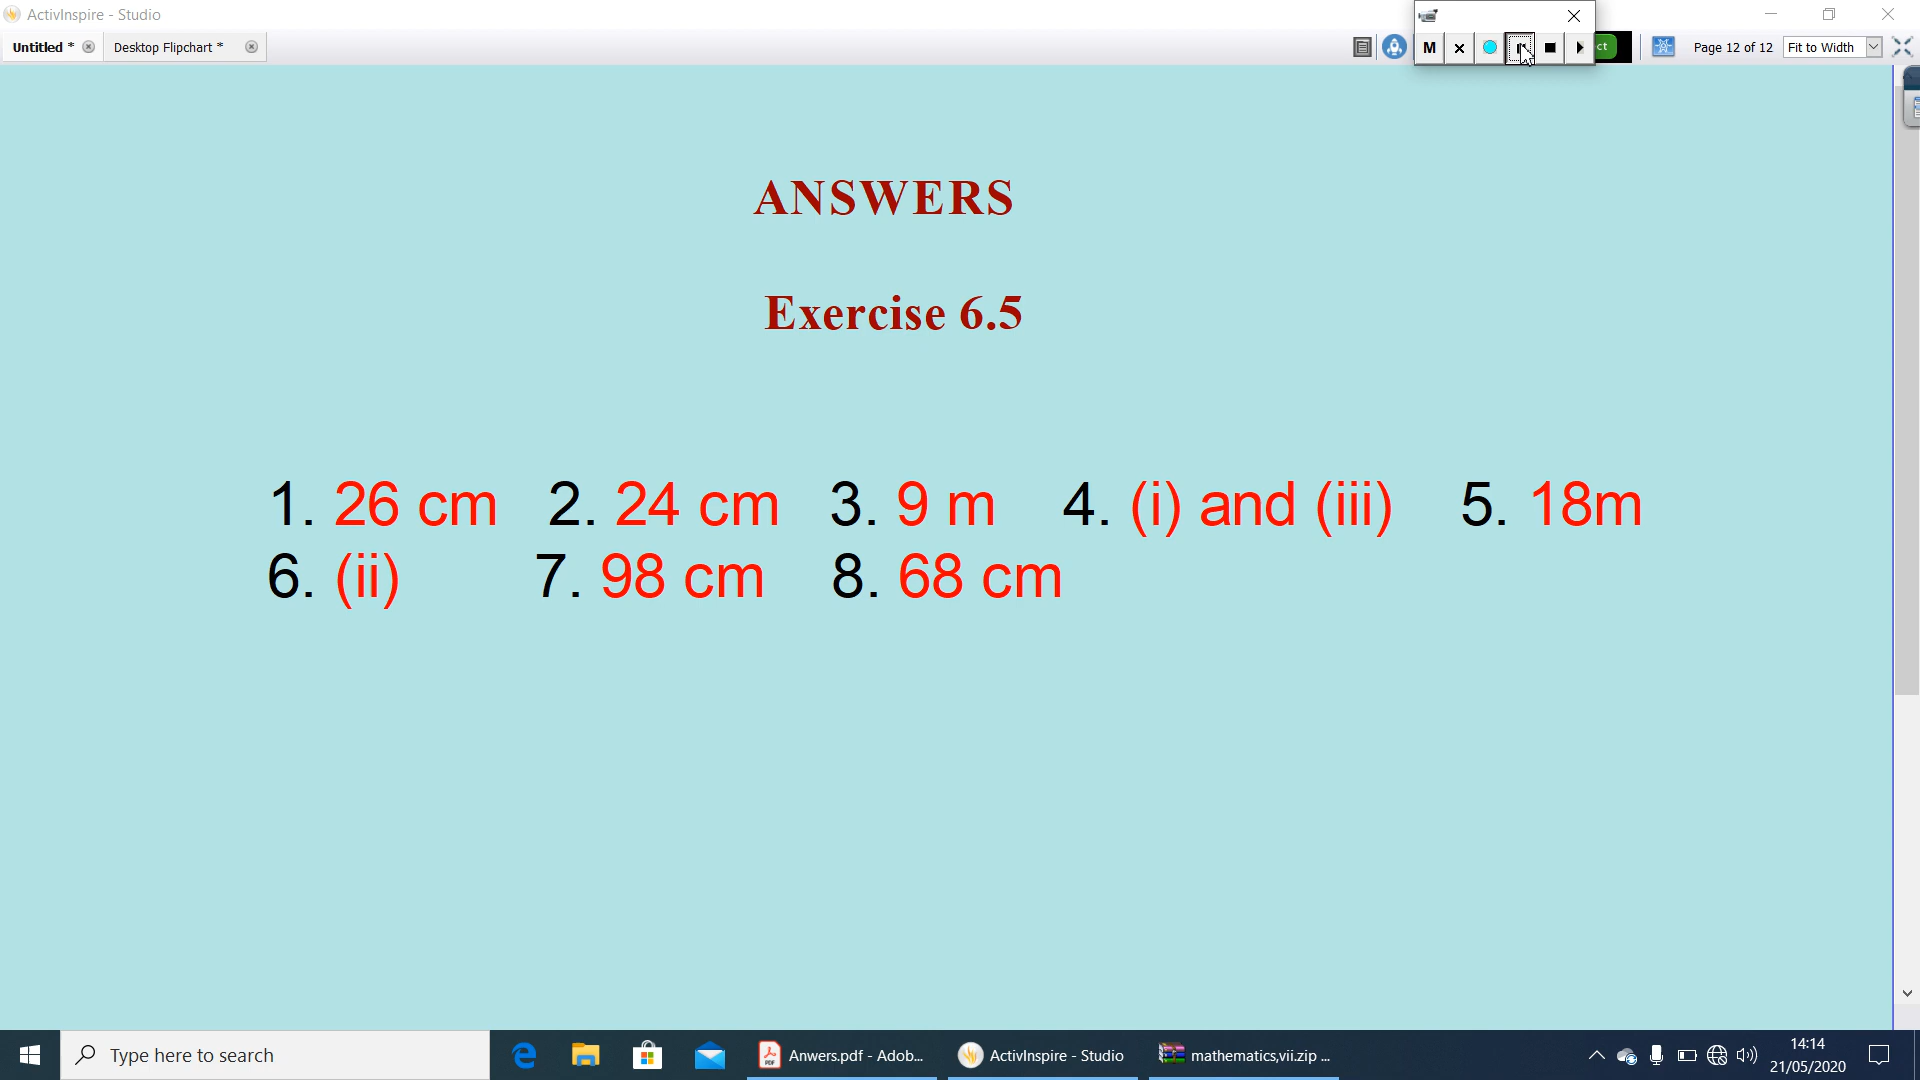 ActivInspire - Studio
Untitled *
Desktop Flipchart *
M
ct
Page 12 of 12
Fit to Width
ANSWERS
Exercise 6.5
1. 26 cm 2. 24 cm 3. 9 m 4. (i) and (iii) 5. 18m
6. (ii) 7. 98 cm 8. 68 cm
Type here to search
Anwers.pdf - Adob...
ActivInspire - Studio
mathematics,vii.zip ...
14:14
21/05/2020